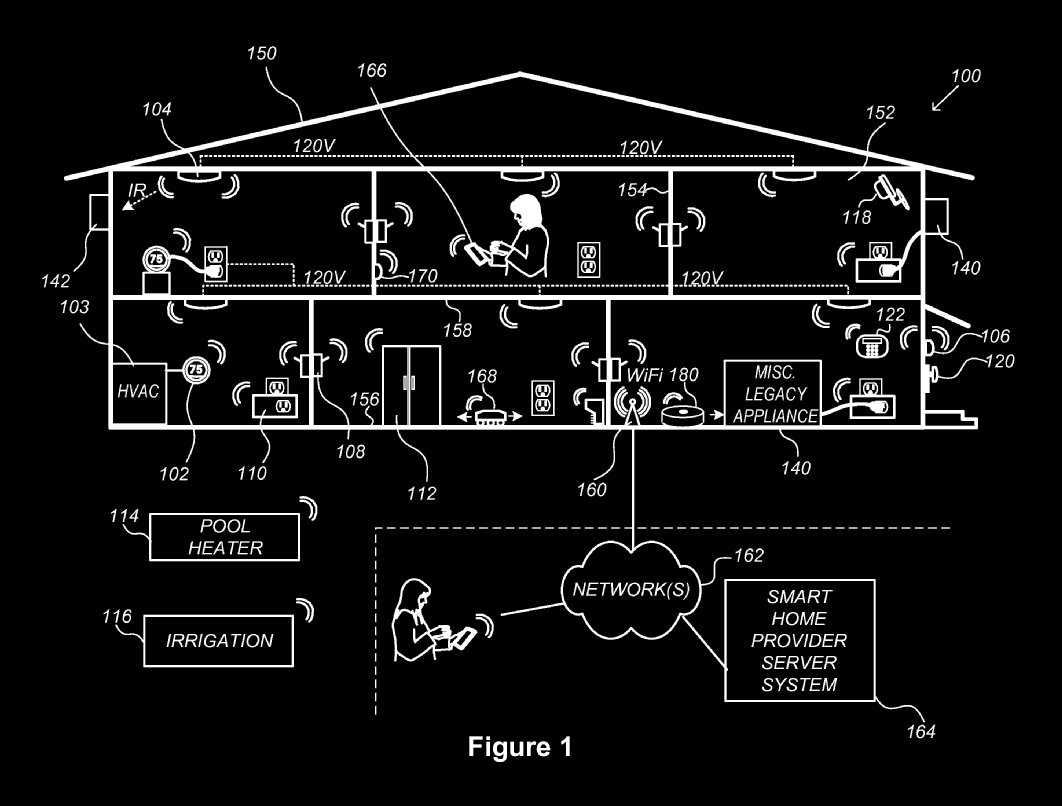 150
166
100
104
152
120V
120V
IR
154
118
75
142
120V
170
120V
140
103
158
122
106
HVAC
75
168
WiFi 180
MISC.
LEGACY
APPLIANCE
120
156
102
110
108
112
160
140
114
POOL
HEATER
162
NETWORK(S)
116
IRRIGATION
SMART
HOME
PROVIDER
SERVER
SYSTEM
164
Figure 1